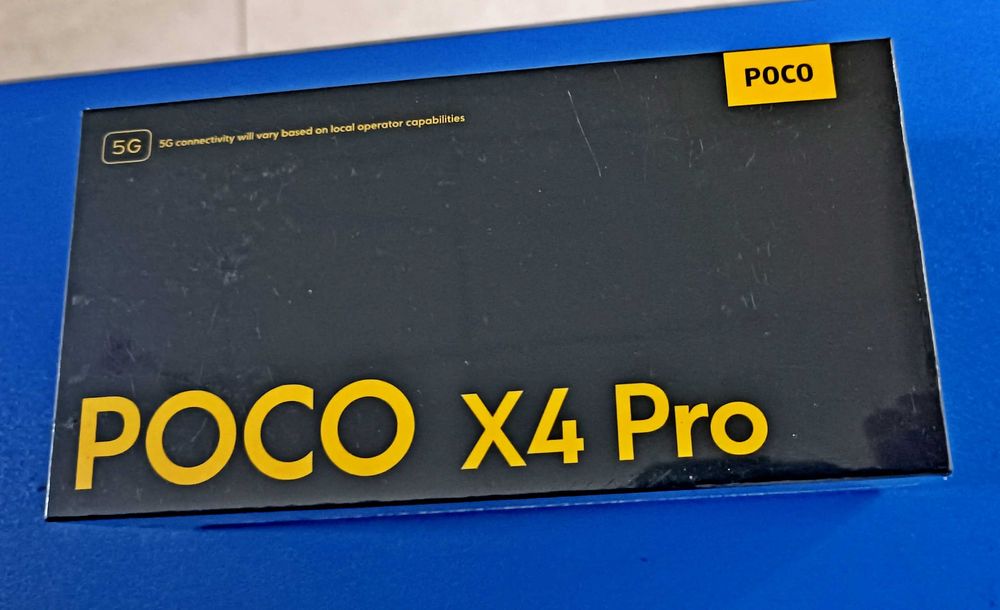 POCO
5G 5G connectivity will vary based on local operator capabilities
POCO X4 Pro